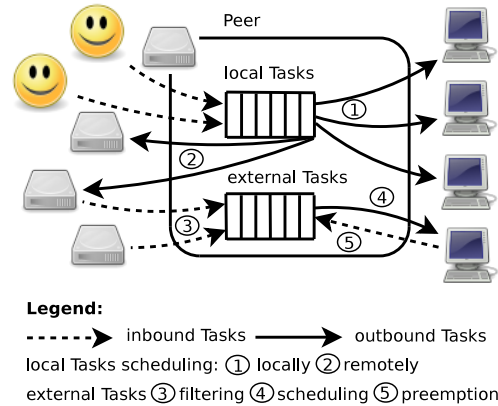 Peer
local Tasks
①
②
external Tasks
③
④
⑤
Legend:
inbound Tasks outbound Tasks
local Tasks scheduling: ① locally ② remotely
external Tasks ③ filtering ④ scheduling ⑤ preemption